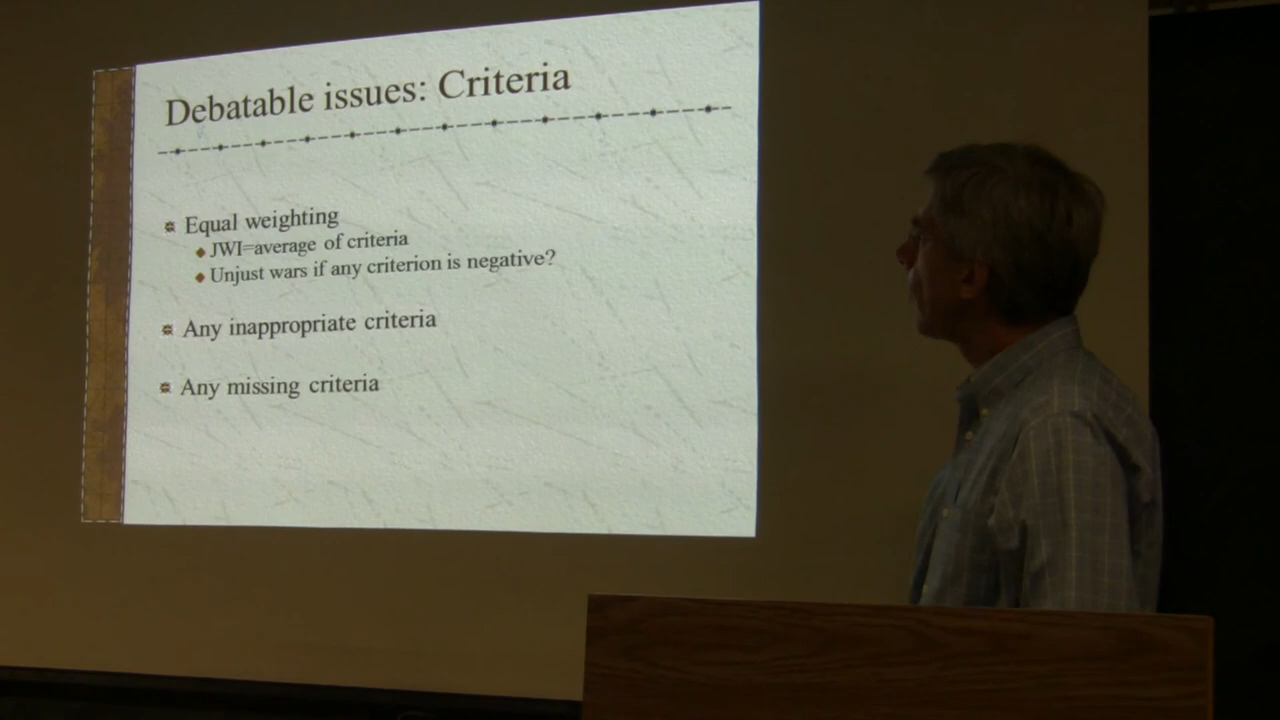 Debatable issues: Criteria
Equal weighting
JWI=average of criteria
Unjust wars if any criterion is negative?
Any inappropriate criteria
Any missing criteria